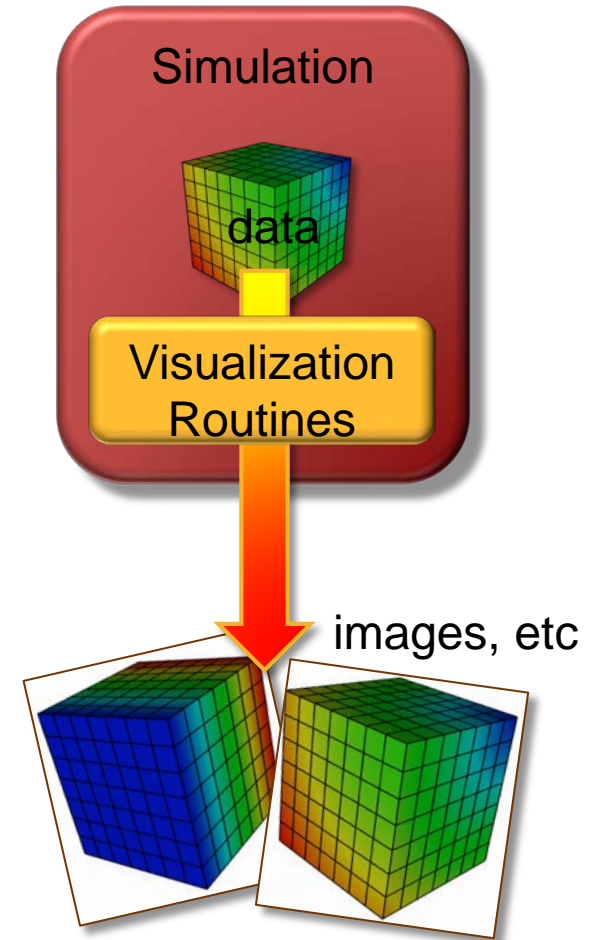 Simulation
data
Visualization
Routines
images, etc